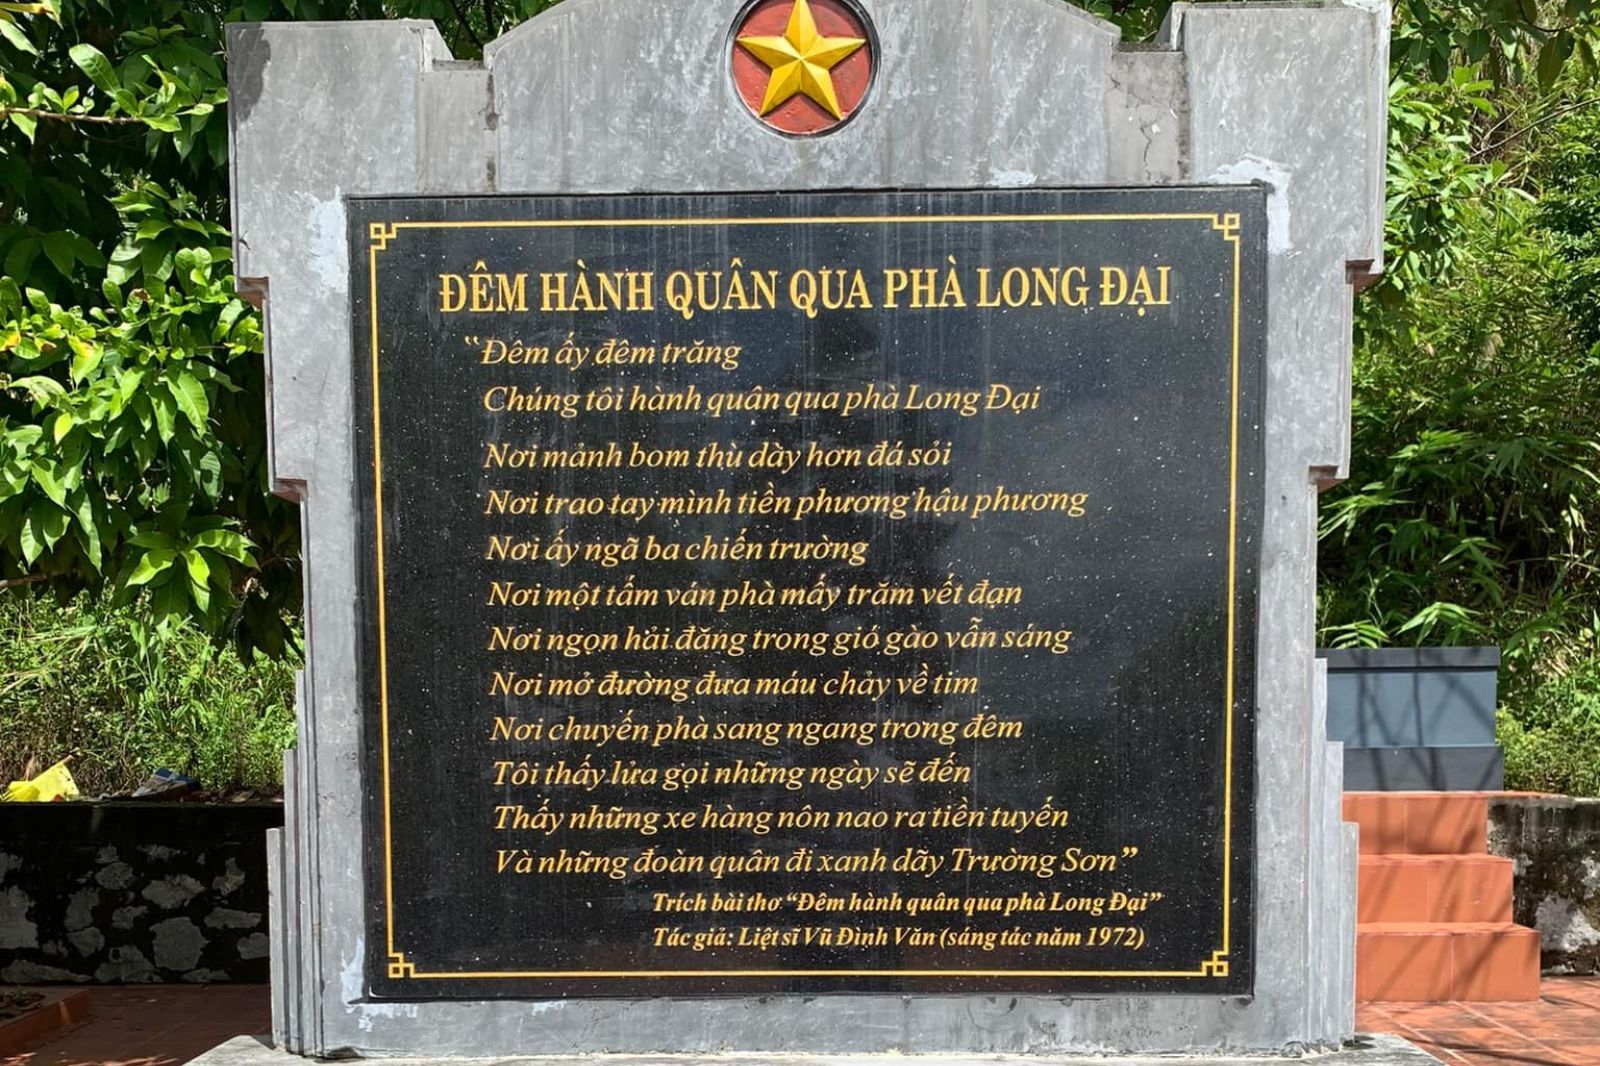 ĐÊM HÀNH QUÂN QUA PHÀ LONG ĐẠI
“Đêm ấy đêm trăng
Chúng tôi hành quân qua phà Long Đại
Nơi mảnh bom thù dày hơn đá sỏi
Nơi trao tay mình tiền phương hậu phương
Nơi ấy ngã ba chiến trường
Nơi một tấm ván phà mấy trăm vết đạn
Nơi ngọn hải đăng trong gió gào vẫn sáng
Nơi mở đường đưa máu chảy về tim
Nơi chuyến phà sang ngang trong đêm
Tôi thấy lửa gọi những ngày sẽ đến
Thấy những xe hàng nôn nao ra tiền tuyến
Và những đoàn quân đi xanh dãy Trường Sơn”
Trích bài thơ “Đêm hành quân qua phà Long Đại”
Tác giả: Liệt sĩ Vũ Đình Văn (sáng tác năm 1972)